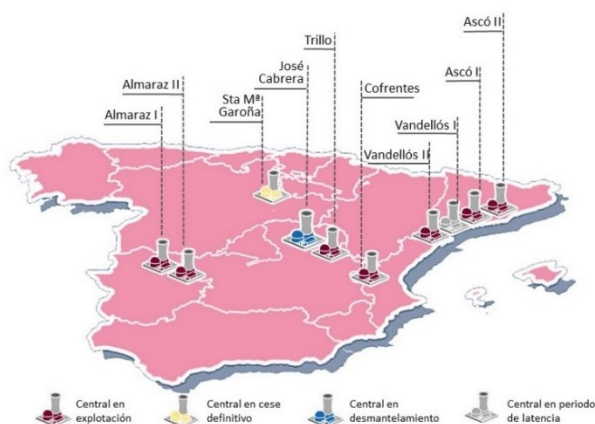 Ascó II
Trillo
José
Cabrera
Ascó I
Almaraz II
Cofrentes
Sta Mª
Garoña
Almaraz I
Vandellós I
Vandellós II
Central en
explotación
Central en cese
definitivo
Central en
desmantelamiento
Central en periodo
de latencia